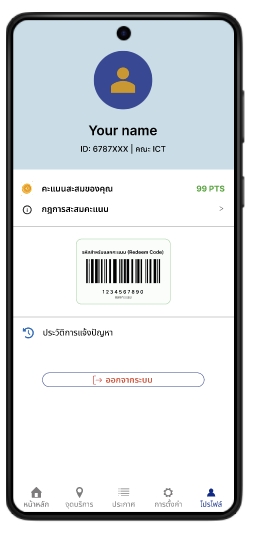 Your name
ID: 6787XXX | คณะ ICT
คะแนนสะสมของคุณ 99 PTS
กฎการสะสมคะแนน >
รหัสสำหรับแลกคะแนน (Redeem Code)
1234567890
ประวัติการแจ้งปัญหา
ออกจากระบบ
หน้าหลัก จุดบริการ ประกาศ การตั้งค่า โปรไฟล์